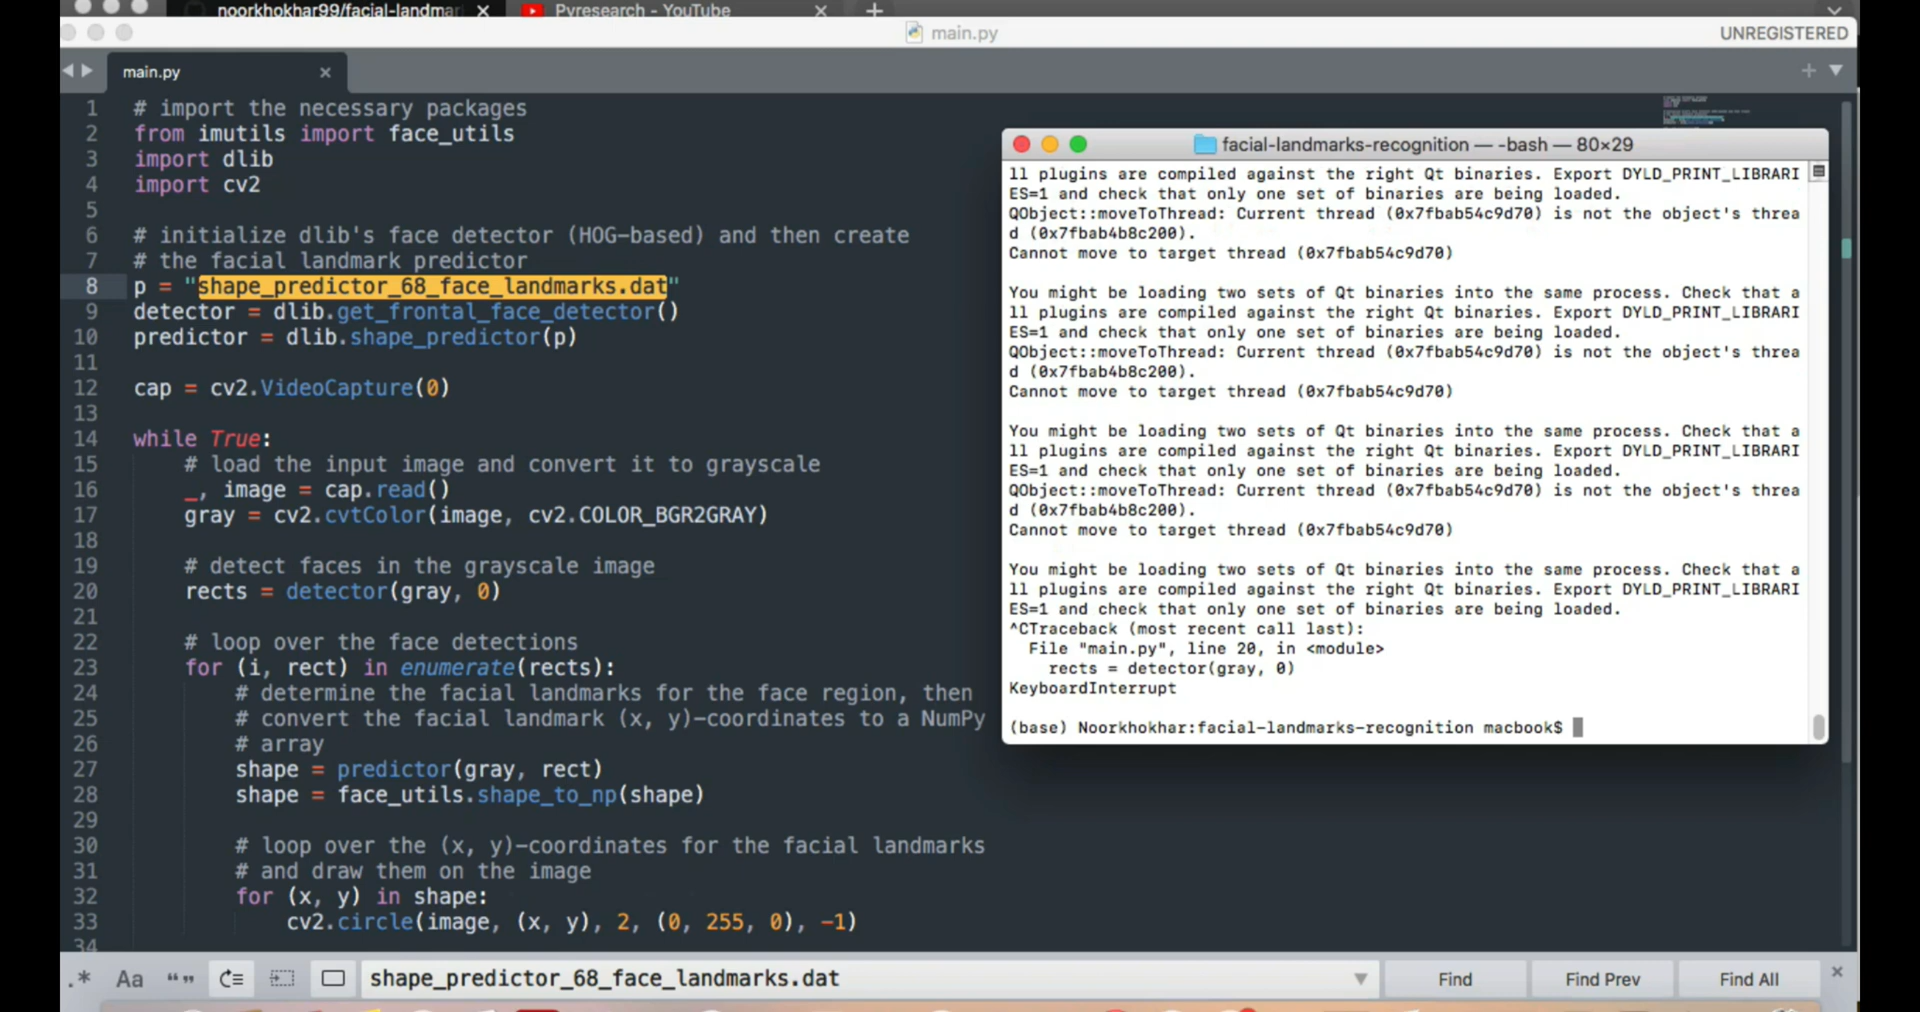 noorkhokhar99/facial-landmar
Pyresearch - YouTube
main.py
UNREGISTERED
main.py
1 # import the necessary packages
2 from imutils import face_utils
3 import dlib
4 import cv2
5
6 # initialize dlib's face detector (HOG-based) and then create
7 # the facial landmark predictor
8 p = "shape_predictor_68_face_landmarks.dat"
9 detector = dlib.get_frontal_face_detector()
10 predictor = dlib.shape_predictor(p)
11
12 cap = cv2.VideoCapture(0)
13
14 while True:
15 # load the input image and convert it to grayscale
16 _, image = cap.read()
17 gray = cv2.cvtColor(image, cv2.COLOR_BGR2GRAY)
18
19 # detect faces in the grayscale image
20 rects = detector(gray, 0)
21
22 # loop over the face detections
23 for (i, rect) in enumerate(rects):
24 # determine the facial landmarks for the face region, then
25 # convert the facial landmark (x, y)-coordinates to a NumPy
26 # array
27 shape = predictor(gray, rect)
28 shape = face_utils.shape_to_np(shape)
29
30 # loop over the (x, y)-coordinates for the facial landmarks
31 # and draw them on the image
32 for (x, y) in shape:
33 cv2.circle(image, (x, y), 2, (0, 255, 0), -1)
34
facial-landmarks-recognition — -bash — 80×29
ll plugins are compiled against the right Qt binaries. Export DYLD_PRINT_LIBRARI
ES=1 and check that only one set of binaries are being loaded.
QObject::moveToThread: Current thread (0x7fbab54c9d70) is not the object's threa
d (0x7fbab4b8c200).
Cannot move to target thread (0x7fbab54c9d70)
You might be loading two sets of Qt binaries into the same process. Check that a
ll plugins are compiled against the right Qt binaries. Export DYLD_PRINT_LIBRARI
ES=1 and check that only one set of binaries are being loaded.
QObject::moveToThread: Current thread (0x7fbab54c9d70) is not the object's threa
d (0x7fbab4b8c200).
Cannot move to target thread (0x7fbab54c9d70)
You might be loading two sets of Qt binaries into the same process. Check that a
ll plugins are compiled against the right Qt binaries. Export DYLD_PRINT_LIBRARI
ES=1 and check that only one set of binaries are being loaded.
QObject::moveToThread: Current thread (0x7fbab54c9d70) is not the object's threa
d (0x7fbab4b8c200).
Cannot move to target thread (0x7fbab54c9d70)
You might be loading two sets of Qt binaries into the same process. Check that a
ll plugins are compiled against the right Qt binaries. Export DYLD_PRINT_LIBRARI
ES=1 and check that only one set of binaries are being loaded.
^CTraceback (most recent call last):
File "main.py", line 20, in <module>
rects = detector(gray, 0)
KeyboardInterrupt
(base) Noorkhokhar:facial-landmarks-recognition macbook$
.* Aa “” shape_predictor_68_face_landmarks.dat Find Find Prev Find All